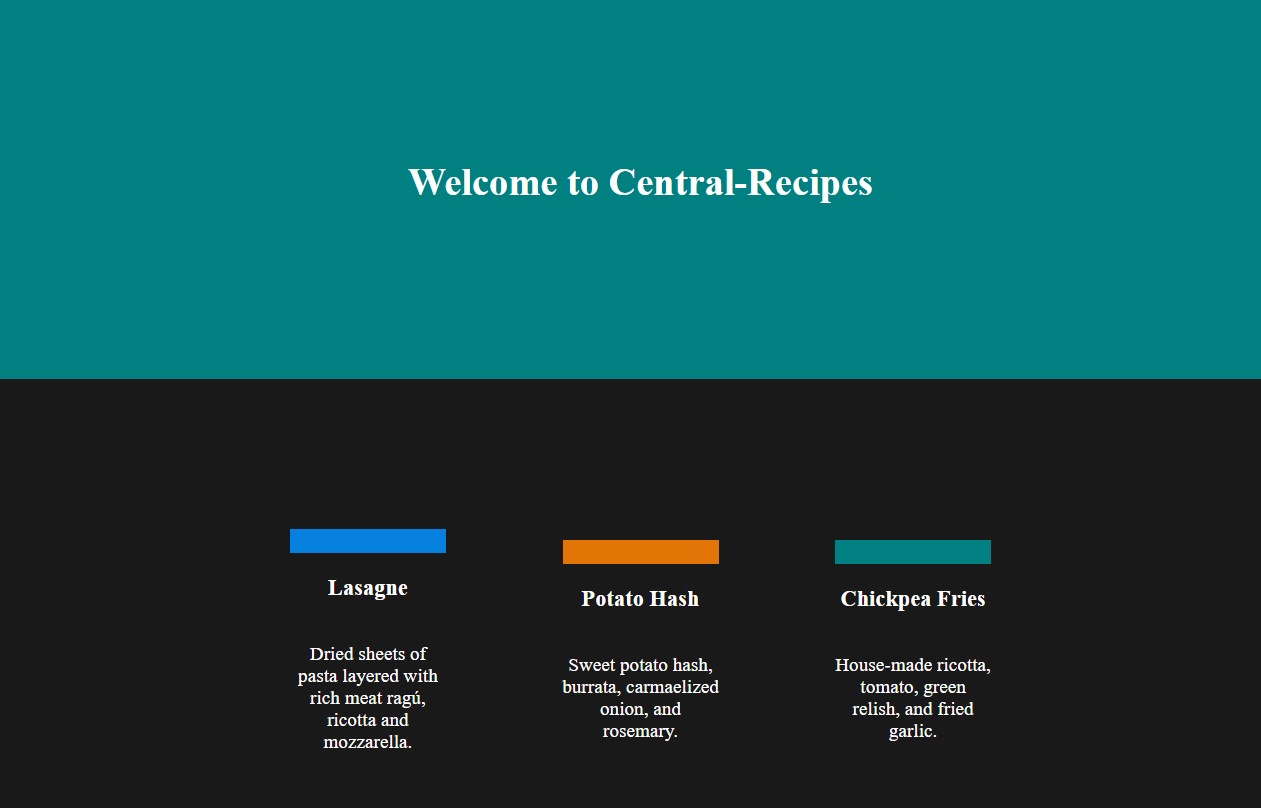 Welcome to Central-Recipes
Lasagne
Dried sheets of
pasta layered with
rich meat ragú,
ricotta and
mozzarella.
Potato Hash
Sweet potato hash,
burrata, carmaelized
onion, and
rosemary.
Chickpea Fries
House-made ricotta,
tomato, green
relish, and fried
garlic.